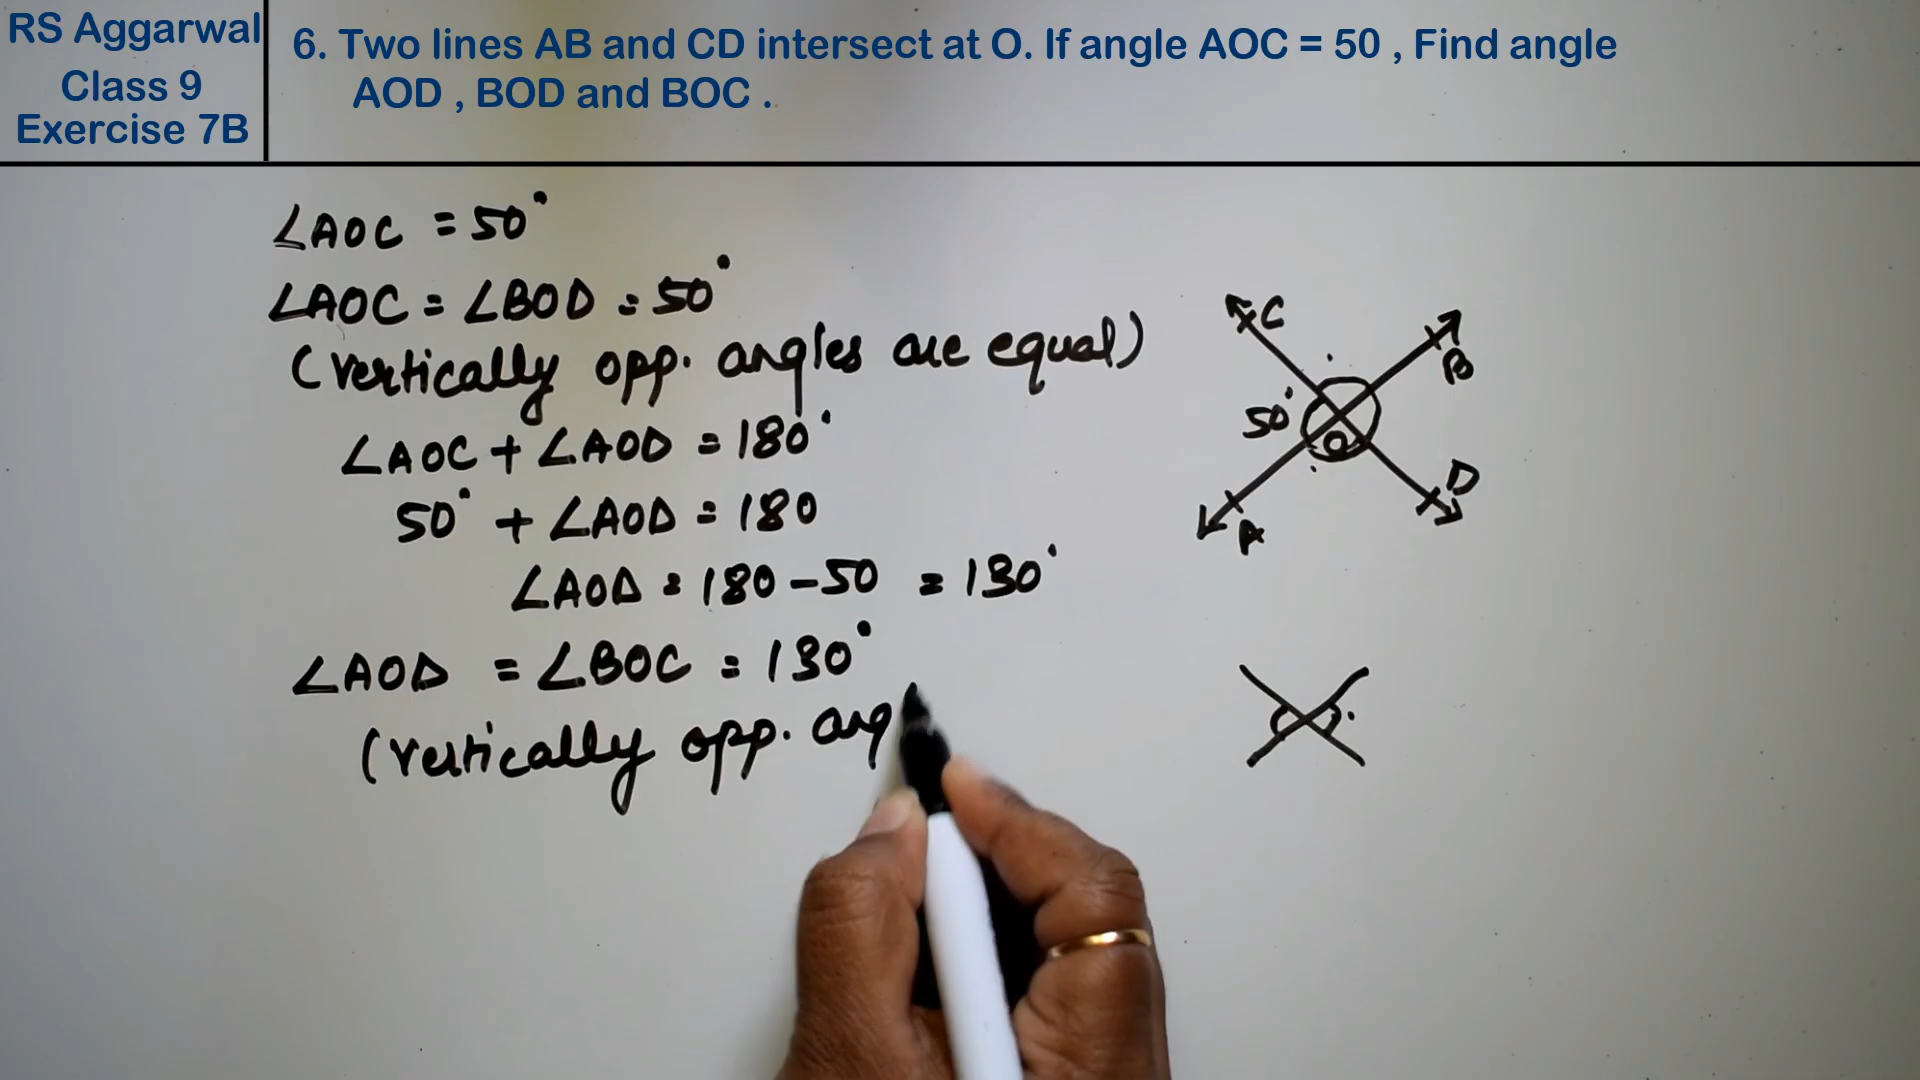 RS Aggarwal
Class 9
Exercise 7B
6. Two lines AB and CD intersect at O. If angle AOC = 50 , Find angle
AOD , BOD and BOC .
∠AOC = 50°
∠AOC = ∠BOD = 50°
(vertically opp. angles are equal)
∠AOC + ∠AOD = 180°
50° + ∠AOD = 180
∠AOD = 180 - 50 = 130°
∠AOD = ∠BOC = 130°
(vertically opp. ang
C
B
50°
O
D
A